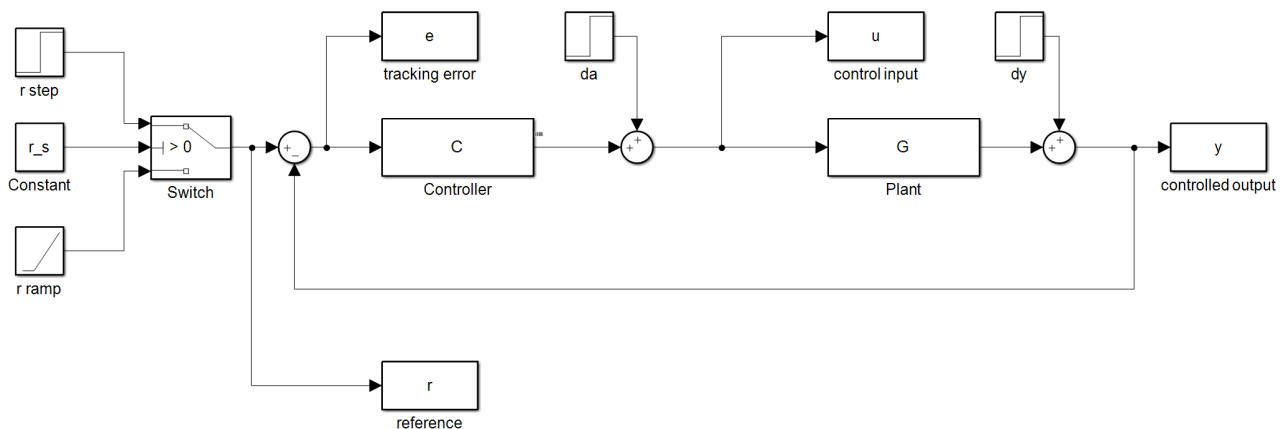 r step
r_s
Constant
r ramp
> 0
Switch
+
_
e
tracking error
C
Controller
r
reference
da
+
+
u
control input
G
Plant
dy
+
+
y
controlled output